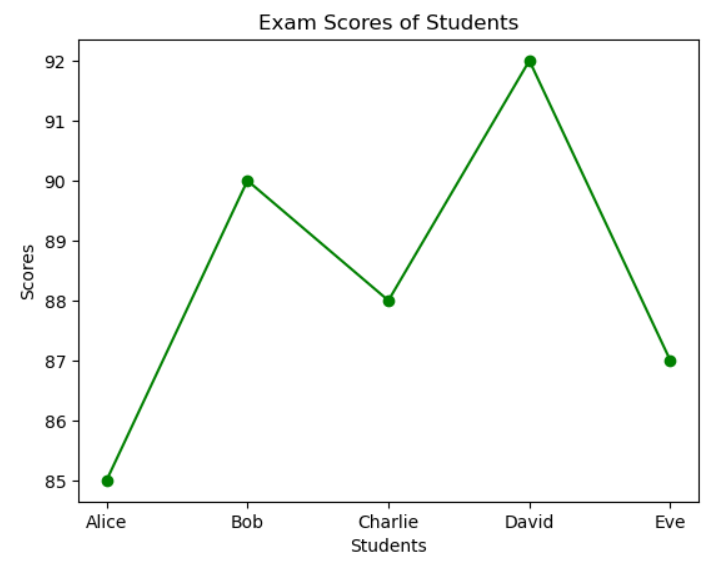 Exam Scores of Students
92
91
90
89
88
87
86
85
Scores
Alice Bob Charlie David Eve
Students